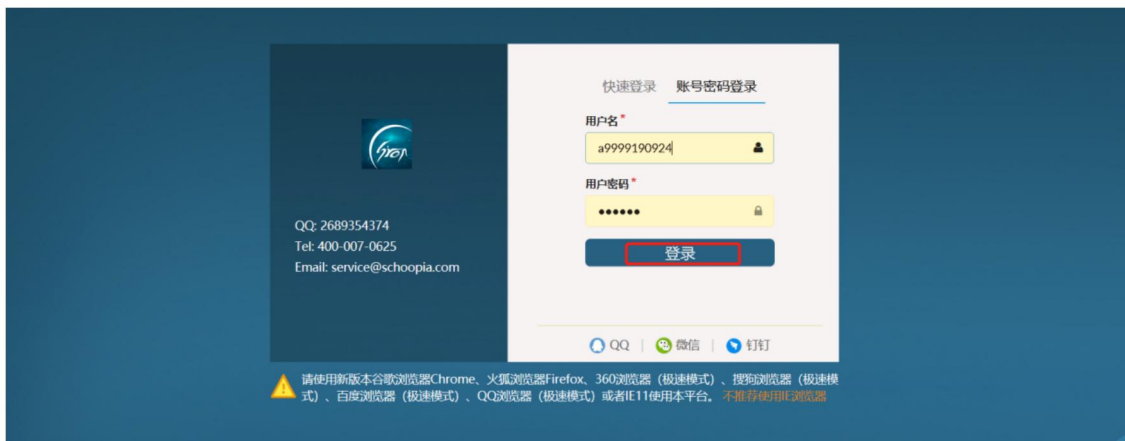 快速登录 账号密码登录
用户名*
a9999190924
用户密码*
••••••
登录
QQ: 2689354374
Tel: 400-007-0625
Email: service@schoopia.com
QQ | 微信 | 钉钉
请使用新版本谷歌浏览器Chrome、火狐浏览器Firefox、360浏览器（极速模式）、搜狗浏览器（极速模
式）、百度浏览器（极速模式）、QQ浏览器（极速模式）或者IE11使用本平台。 不推荐使用IE浏览器